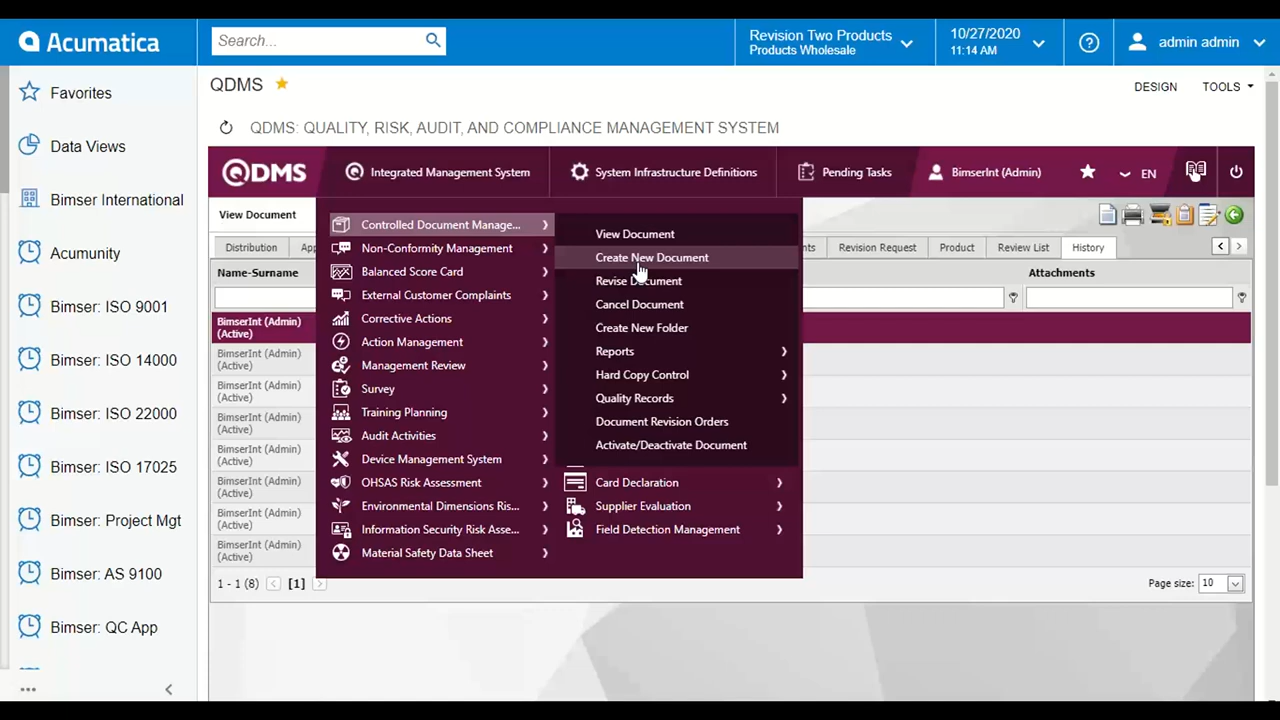 Acumatica
Search...
Revision Two Products
Products Wholesale
10/27/2020
11:14 AM
admin admin
Favorites
Data Views
Bimser International
Acumunity
Bimser: ISO 9001
Bimser: ISO 14000
Bimser: ISO 22000
Bimser: ISO 17025
Bimser: Project Mgt
Bimser: AS 9100
Bimser: QC App
QDMS
DESIGN
TOOLS
QDMS: QUALITY, RISK, AUDIT, AND COMPLIANCE MANAGEMENT SYSTEM
QDMS
Integrated Management System
System Infrastructure Definitions
Pending Tasks
BimserInt (Admin)
EN
View Document
Distribution
Revision Request
Product
Review List
History
Name-Surname
Attachments
BimserInt (Admin)
(Active)
BimserInt (Admin)
(Active)
BimserInt (Admin)
(Active)
BimserInt (Admin)
(Active)
BimserInt (Admin)
(Active)
BimserInt (Admin)
(Active)
BimserInt (Admin)
(Active)
BimserInt (Admin)
(Active)
1 - 1 (8)
[1]
Page size: 10
Controlled Document Manage...
Non-Conformity Management
Balanced Score Card
External Customer Complaints
Corrective Actions
Action Management
Management Review
Survey
Training Planning
Audit Activities
Device Management System
OHSAS Risk Assessment
Environmental Dimensions Ris...
Information Security Risk Asse...
Material Safety Data Sheet
View Document
Create New Document
Revise Document
Cancel Document
Create New Folder
Reports
Hard Copy Control
Quality Records
Document Revision Orders
Activate/Deactivate Document
Card Declaration
Supplier Evaluation
Field Detection Management